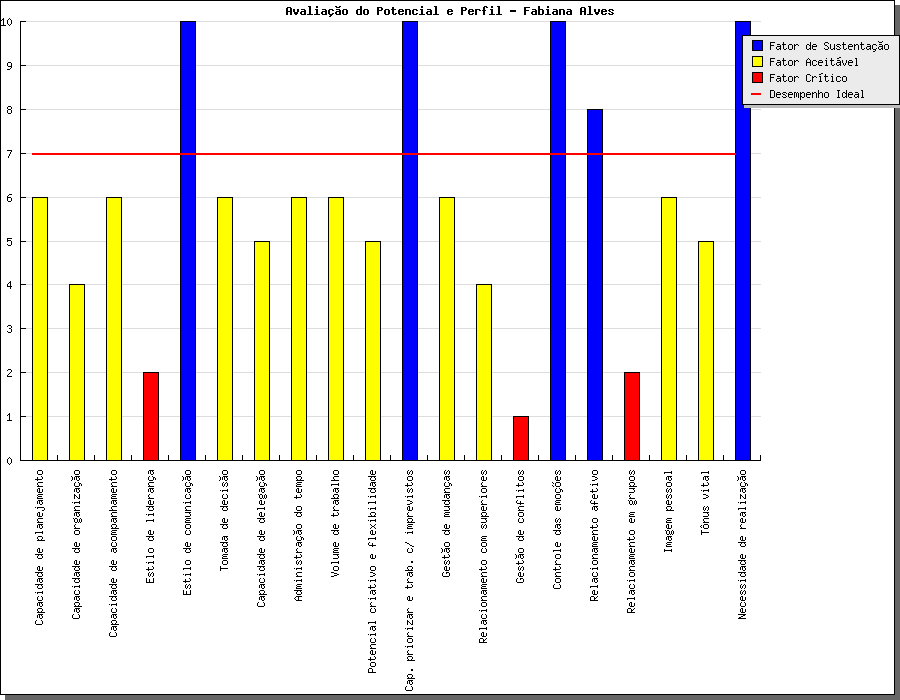 Avaliação do Potencial e Perfil - Fabiana Alves
Fator de Sustentação
Fator Aceitável
Fator Crítico
Desempenho Ideal
10
9
8
7
6
5
4
3
2
1
0
Capacidade de planejamento
Capacidade de organização
Capacidade de acompanhamento
Estilo de liderança
Estilo de comunicação
Tomada de decisão
Capacidade de delegação
Administração do tempo
Volume de trabalho
Potencial criativo e flexibilidade
Cap. priorizar e trab. c/ imprevistos
Gestão de mudanças
Relacionamento com superiores
Gestão de conflitos
Controle das emoções
Relacionamento afetivo
Relacionamento em grupos
Imagem pessoal
Tônus vital
Necessidade de realização